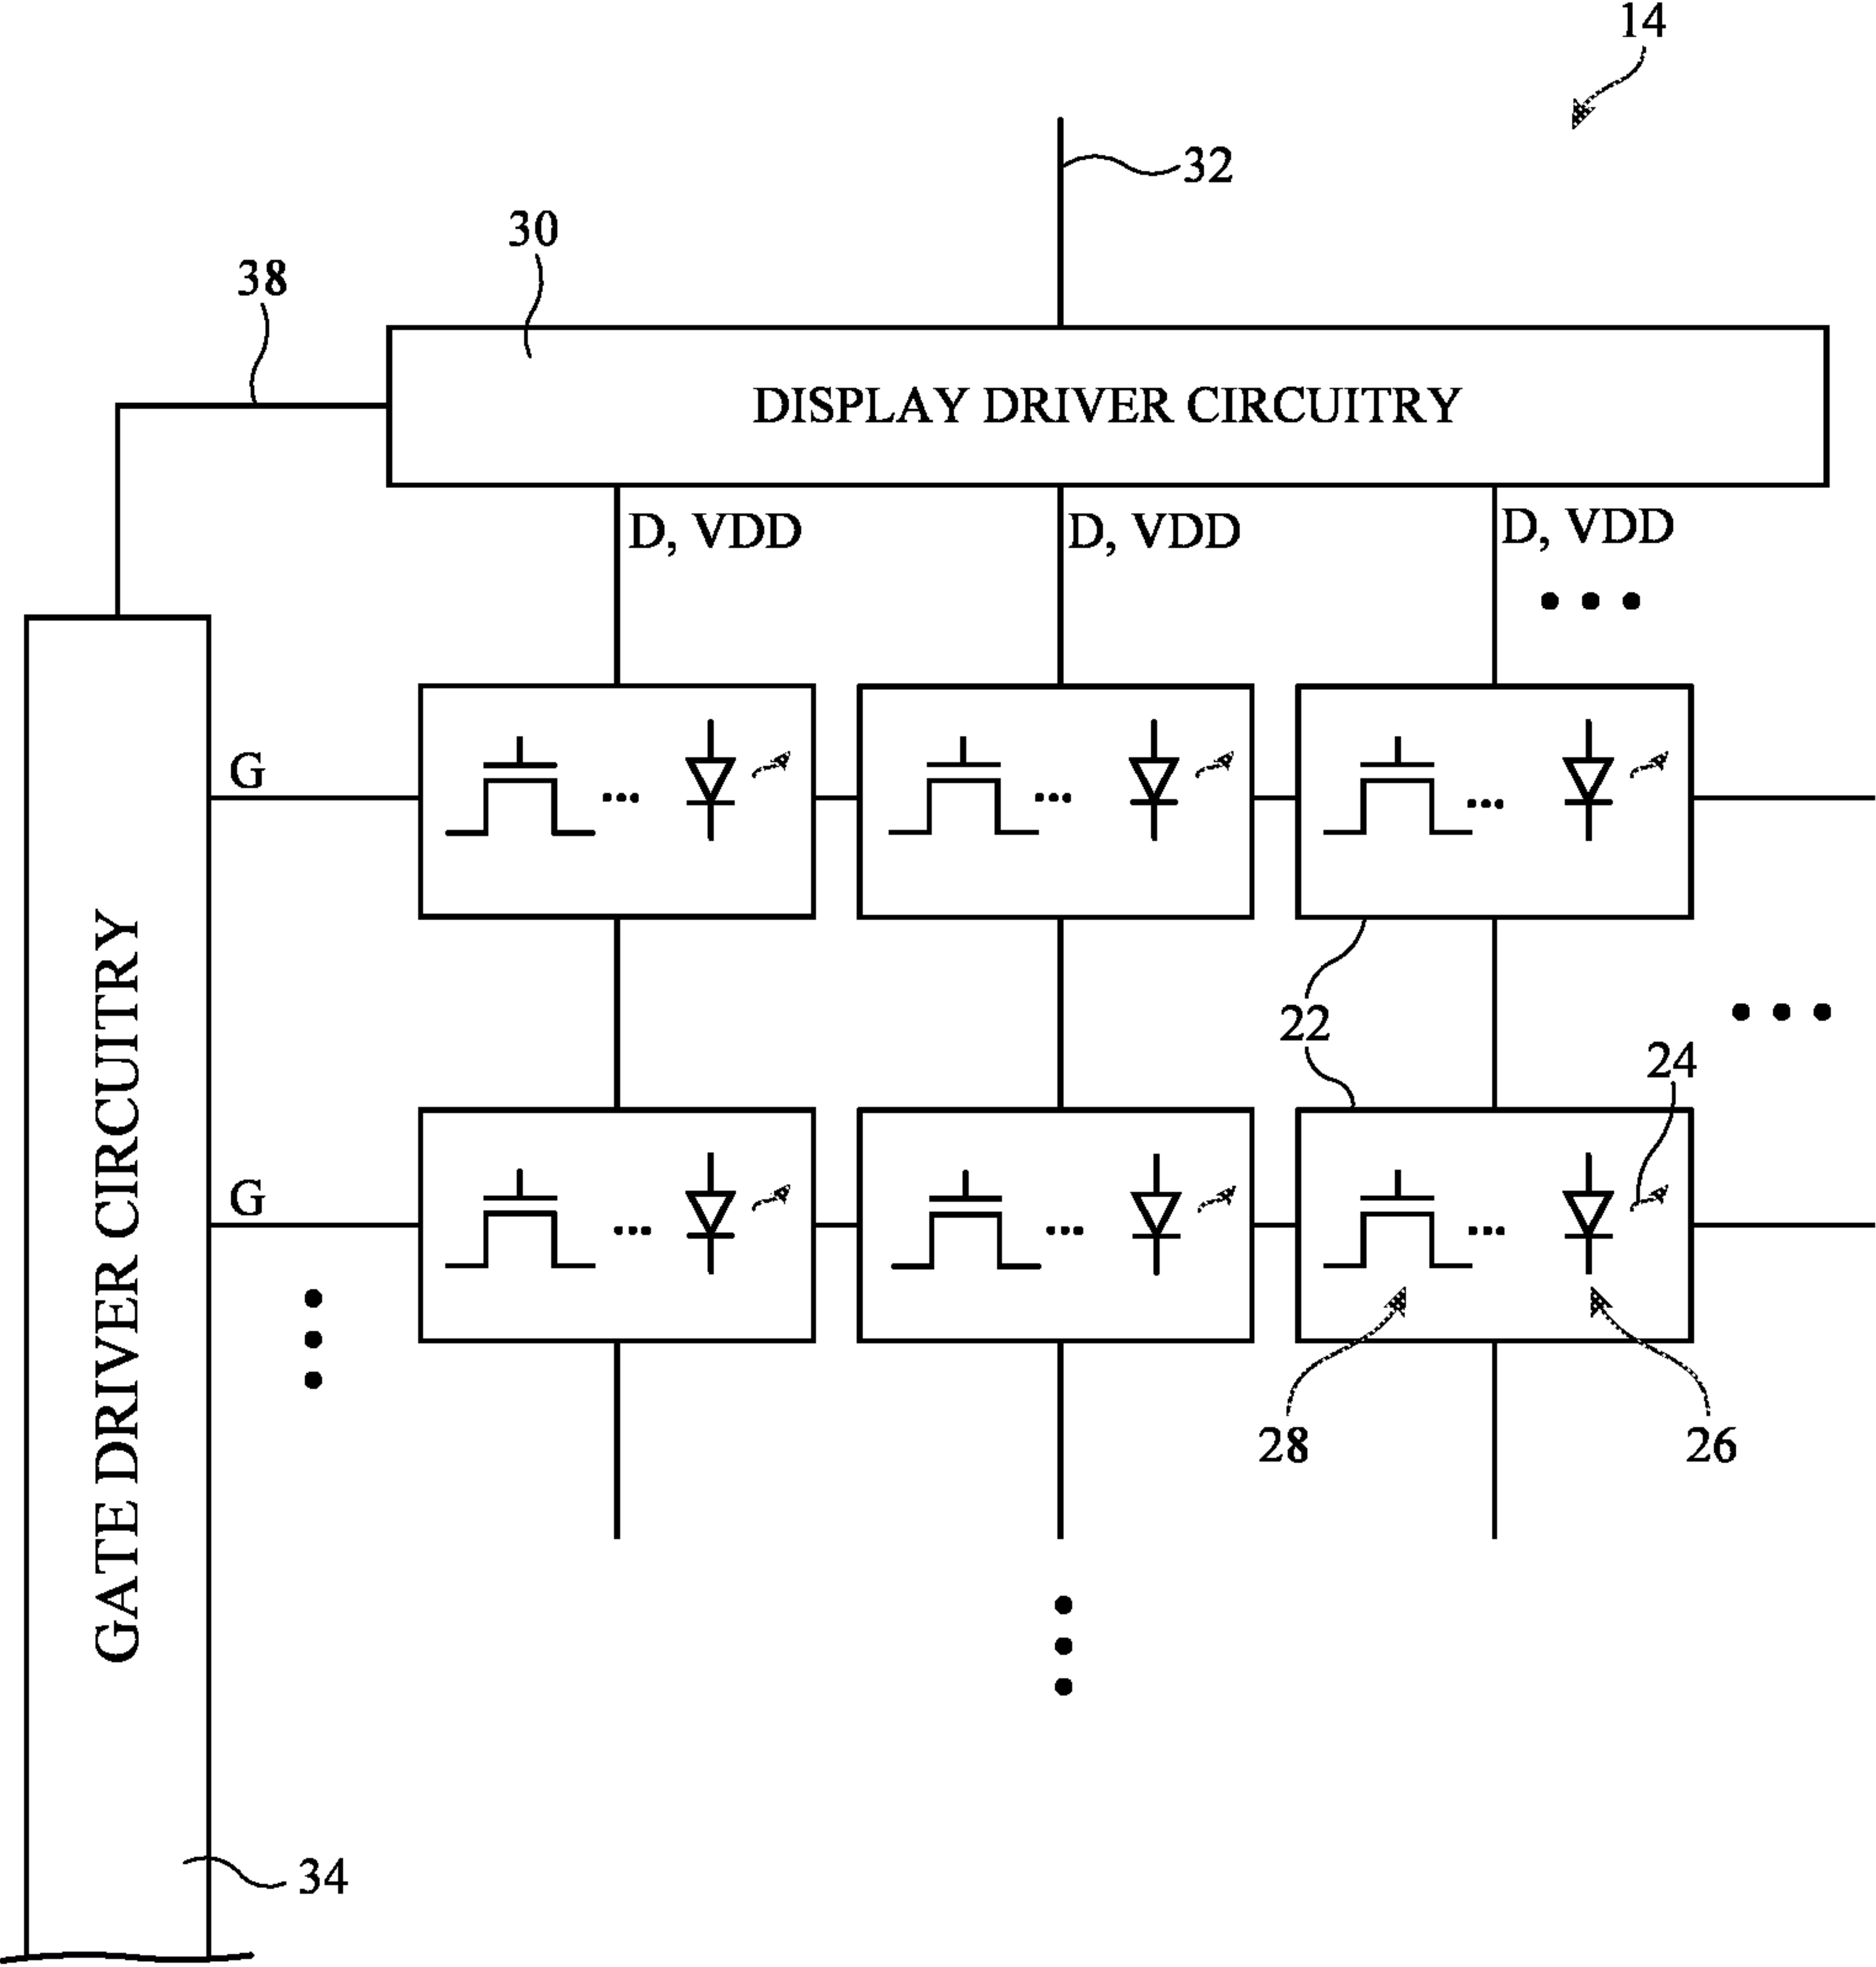 14
32
30
38
DISPLAY DRIVER CIRCUITRY
D, VDD
D, VDD
D, VDD
G
22
24
G
GATE DRIVER CIRCUITRY
28
26
34